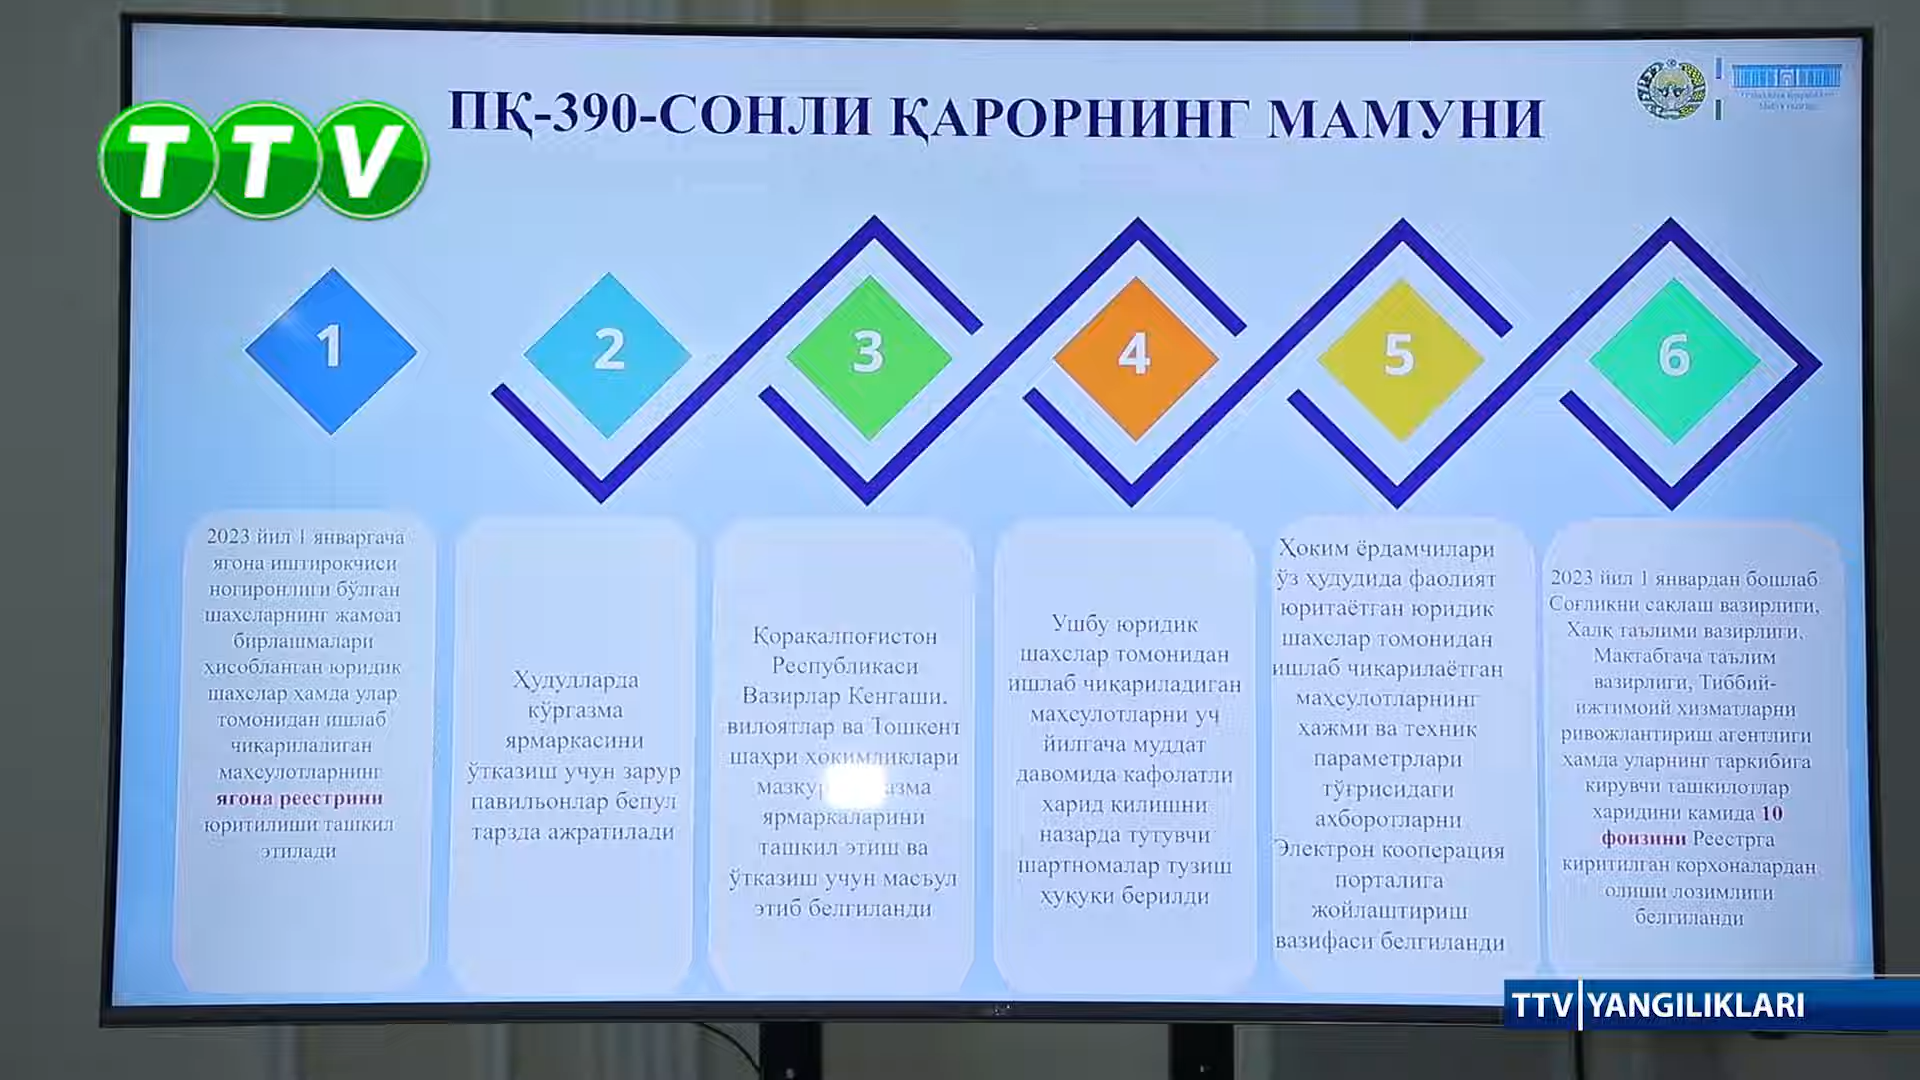 ПҚ-390-СОНЛИ ҚАРОРНИНГ МАМУНИ
TTV
1
2
3
4
5
6
2023 йил 1 январгача
ягона иштирокчиси
ногиронлиги бўлган
шахсларнинг жамоат
бирлашмалари
ҳисобланган юридик
шахслар ҳамда улар
томонидан ишлаб
чиқариладиган
маҳсулотларнинг
ягона реестрини
юритилиши ташкил
этилади
Ҳудудларда
кўргазма
ярмаркасини
ўтказиш учун зарур
павильонлар бепул
тарзда ажратилади
Қорақалпоғистон
Республикаси
Вазирлар Кенгаши,
вилоятлар ва Тошкент
шаҳри ҳокимликлари
ярмаркаларини
ташкил этиш ва
ўтказиш учун масъул
этиб белгиланди
Ушбу юридик
шахслар томонидан
ишлаб чиқариладиган
маҳсулотларни уч
йилгача муддат
давомида кафолатли
харид қилишни
назарда тутувчи
шартномалар тузиш
ҳуқуқи берилди
Ҳоким ёрдамчилари
ўз ҳудудида фаолият
юритаётган юридик
шахслар томонидан
ишлаб чиқарилаётган
маҳсулотларнинг
хажми ва техник
параметрлари
тўғрисидаги
ахборотларни
Электрон кооперация
порталига
жойлаштириш
вазифаси белгиланди
2023 йил 1 январдан бошлаб
Соғликни сақлаш вазирлиги,
Халқ таълими вазирлиги,
Мактабгача таълим
вазирлиги, Тиббий-
ижтимоий хизматларни
ривожлантириш агентлиги
ҳамда уларнинг таркибига
кирувчи ташкилотлар
харидини камида 10
фоизини Реестрга
киритилган корхоналардан
олиши лозимлиги
белгиланди
TTV YANGILIKLARI